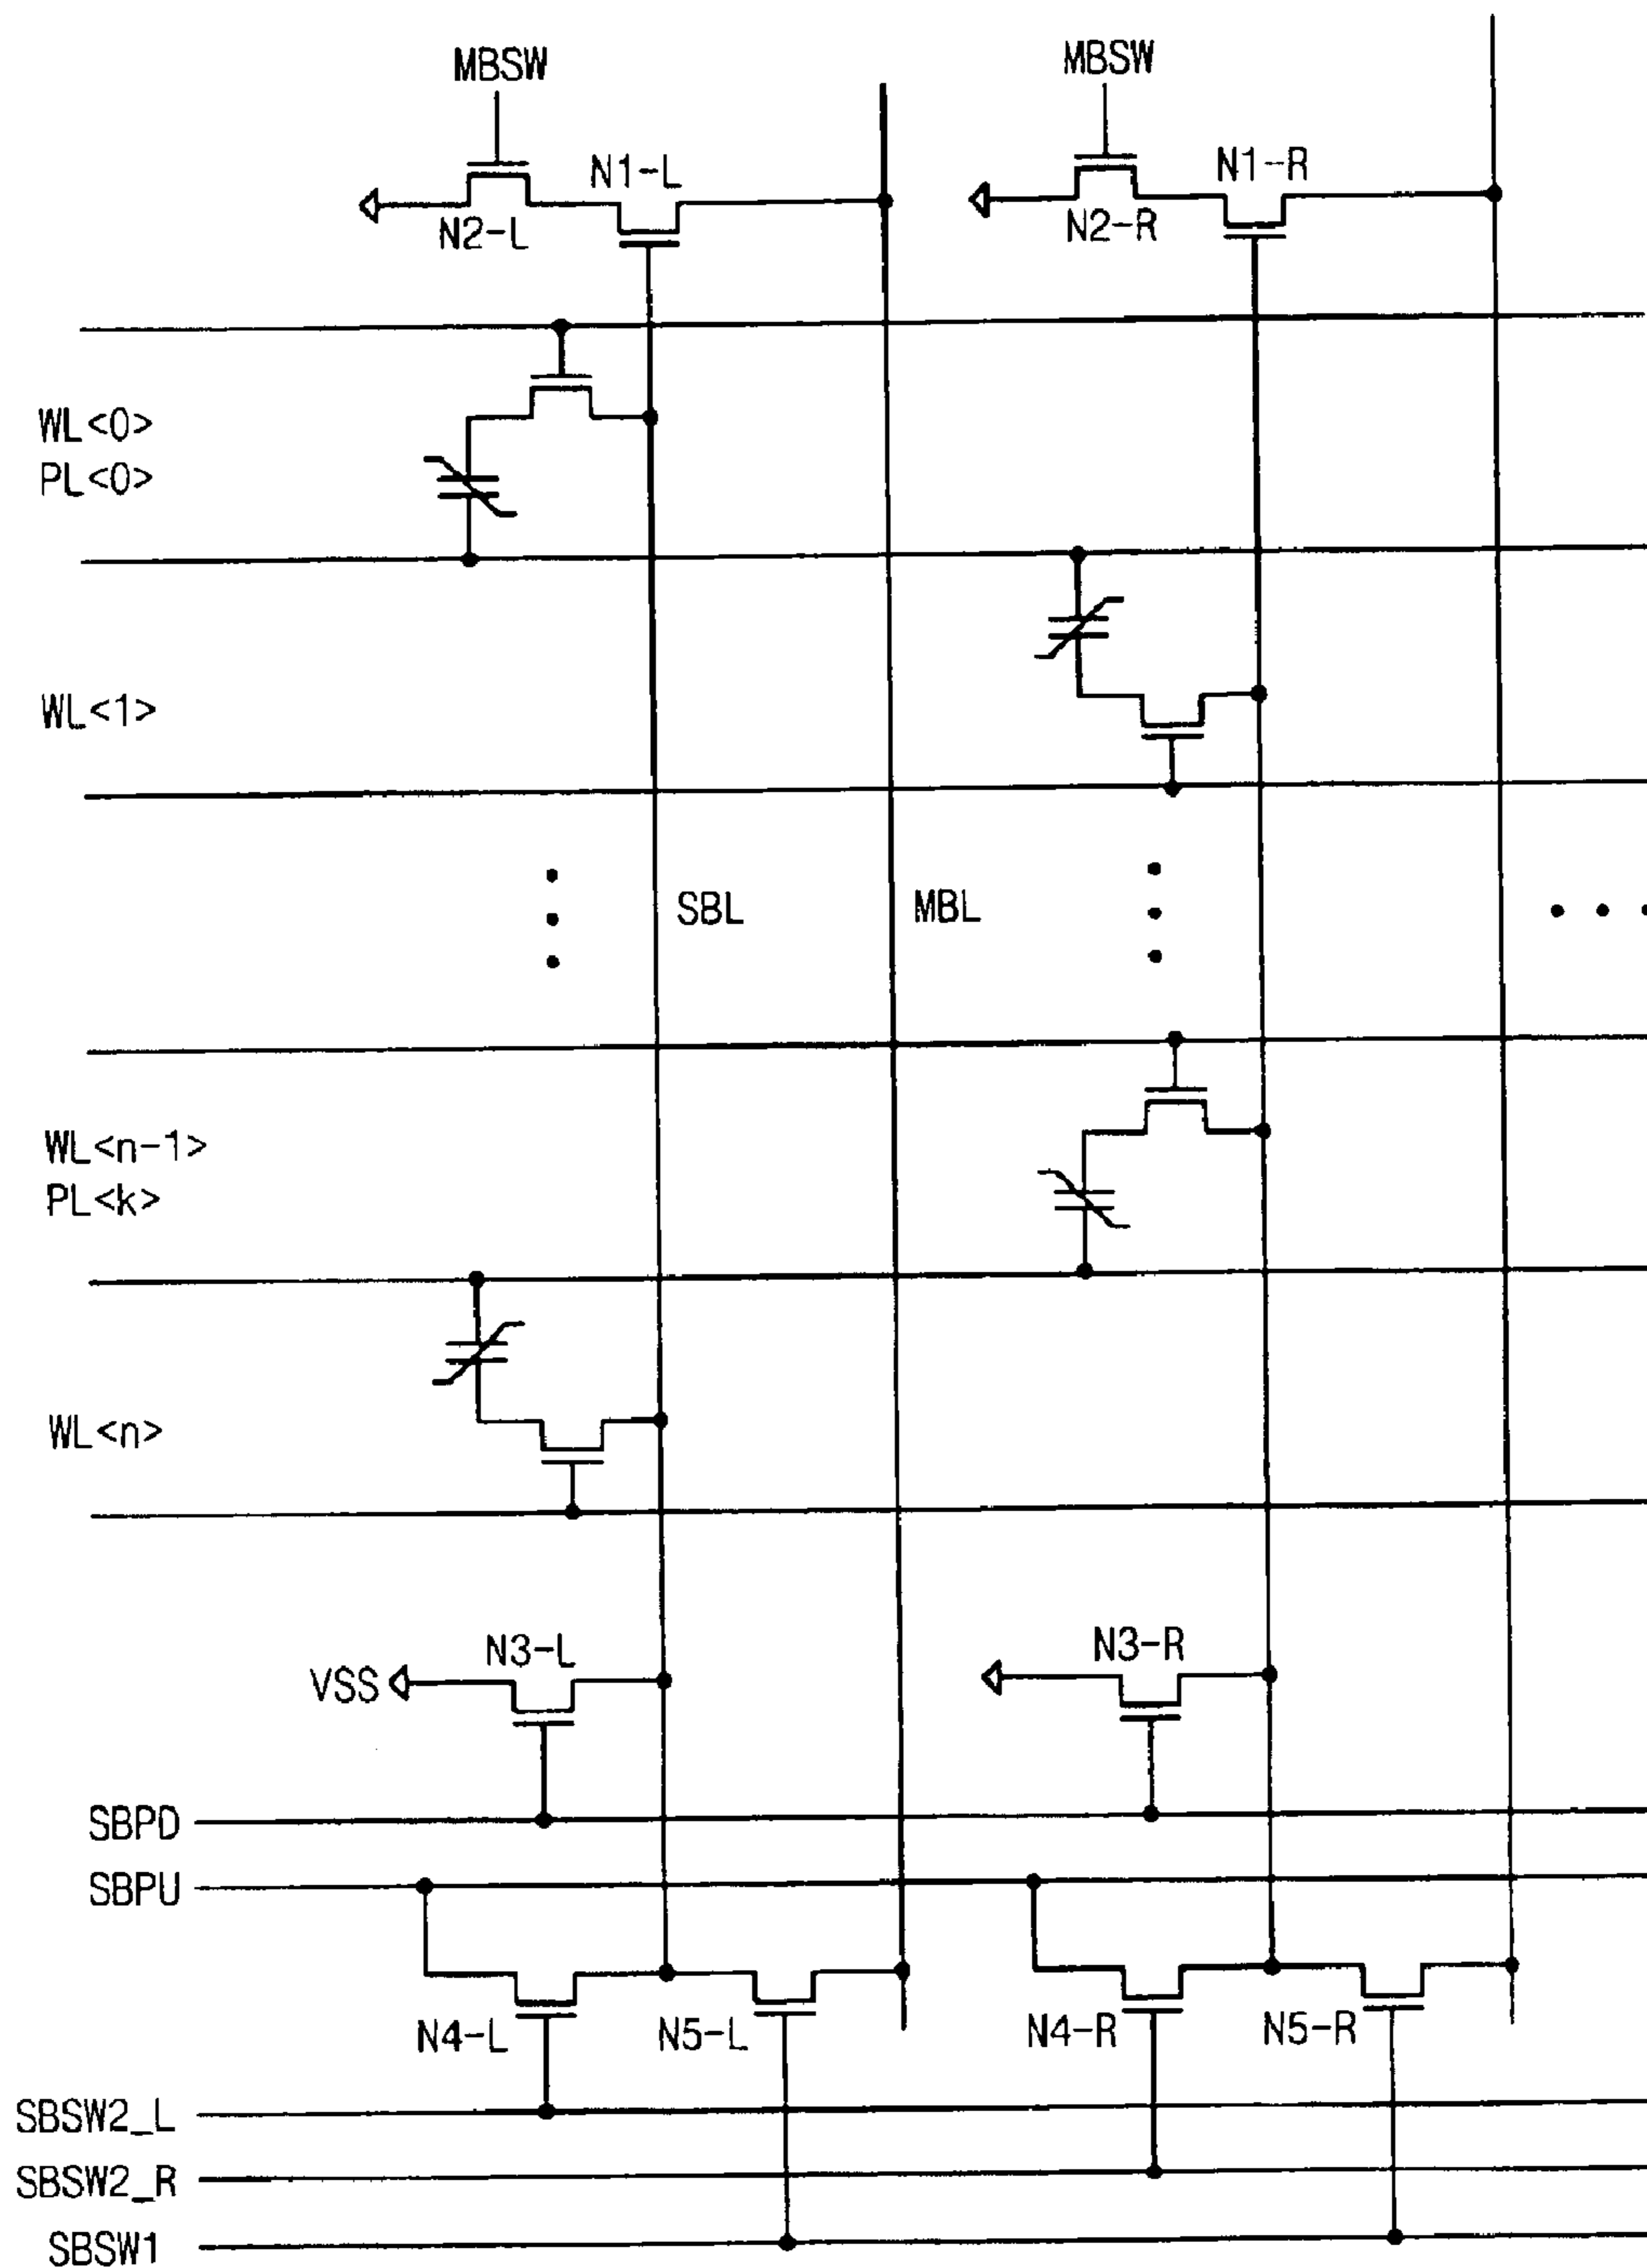 MBSW MBSW
N1-L N1-R
N2-L N2-R
WL<0>
PL<0>
WL<1>
SBL MBL
WL<n-1>
PL<k>
WL<n>
N3-L N3-R
VSS
SBPD
SBPU
N4-L N5-L N4-R N5-R
SBSW2_L
SBSW2_R
SBSW1